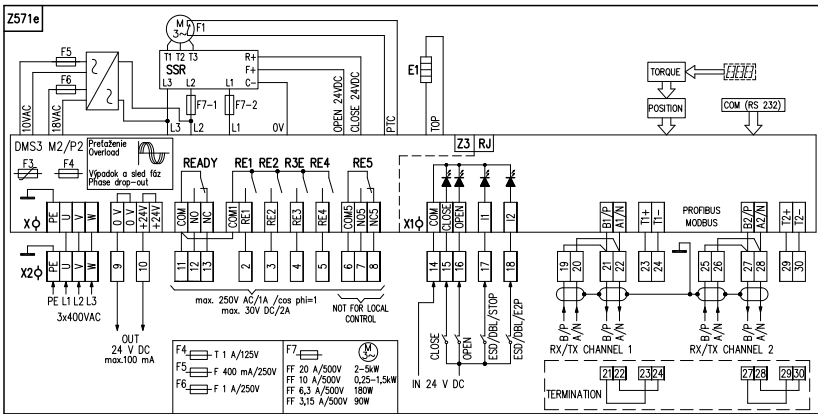 Z571e
M
3~
F1
T1 T2 T3
SSR
R+
F+
C-
L3 L2 L1
F5
F6
F7-1
F7-2
E1
TORQUE
POSITION
COM (RS 232)
10VAC
18VAC
L3
L2
L1
0V
OPEN 24VDC
CLOSE 24VDC
PTC
TOP
DMS3 M2/P2
F3
F4
Preťaženie
Overload
Výpadok a sled fáz
Phase drop-out
READY
RE1 RE2 R3E RE4
RE5
Z3 RJ
X
PE
U
V
W
0 V
0 V
+24V
+24V
COM
NO
NC
COM1
RE1
RE2
RE3
RE4
COM5
NO5
NC5
X1
COM
CLOSE
OPEN
I1
I2
B1/P
A1/N
T1+
T1-
PROFIBUS
MODBUS
B2/P
A2/N
T2+
T2-
X2
PE
U
V
W
9
10
11
12
13
2
3
4
5
6
7
8
14
15
16
17
18
19
20
21
22
23
24
25
26
27
28
29
30
PE L1 L2 L3
3x400VAC
OUT
24 V DC
max.100 mA
max. 250V AC/1A /cos phi=1
max. 30V DC/2A
NOT FOR LOCAL
CONTROL
F4 T 1 A/125V
F5 F 400 mA/250V
F6 F 1 A/250V
F7
M
3~
FF 20 A/500V 2-5kW
FF 10 A/500V 0,25-1,5kW
FF 6,3 A/500V 180W
FF 3,15 A/500V 90W
CLOSE
OPEN
ESD/DBL/STOP
ESD/DBL/E2P
IN 24 V DC
B/P
A/N
B/P
A/N
RX/TX CHANNEL 1
B/P
A/N
B/P
A/N
RX/TX CHANNEL 2
TERMINATION
21 22 23 24
27 28 29 30